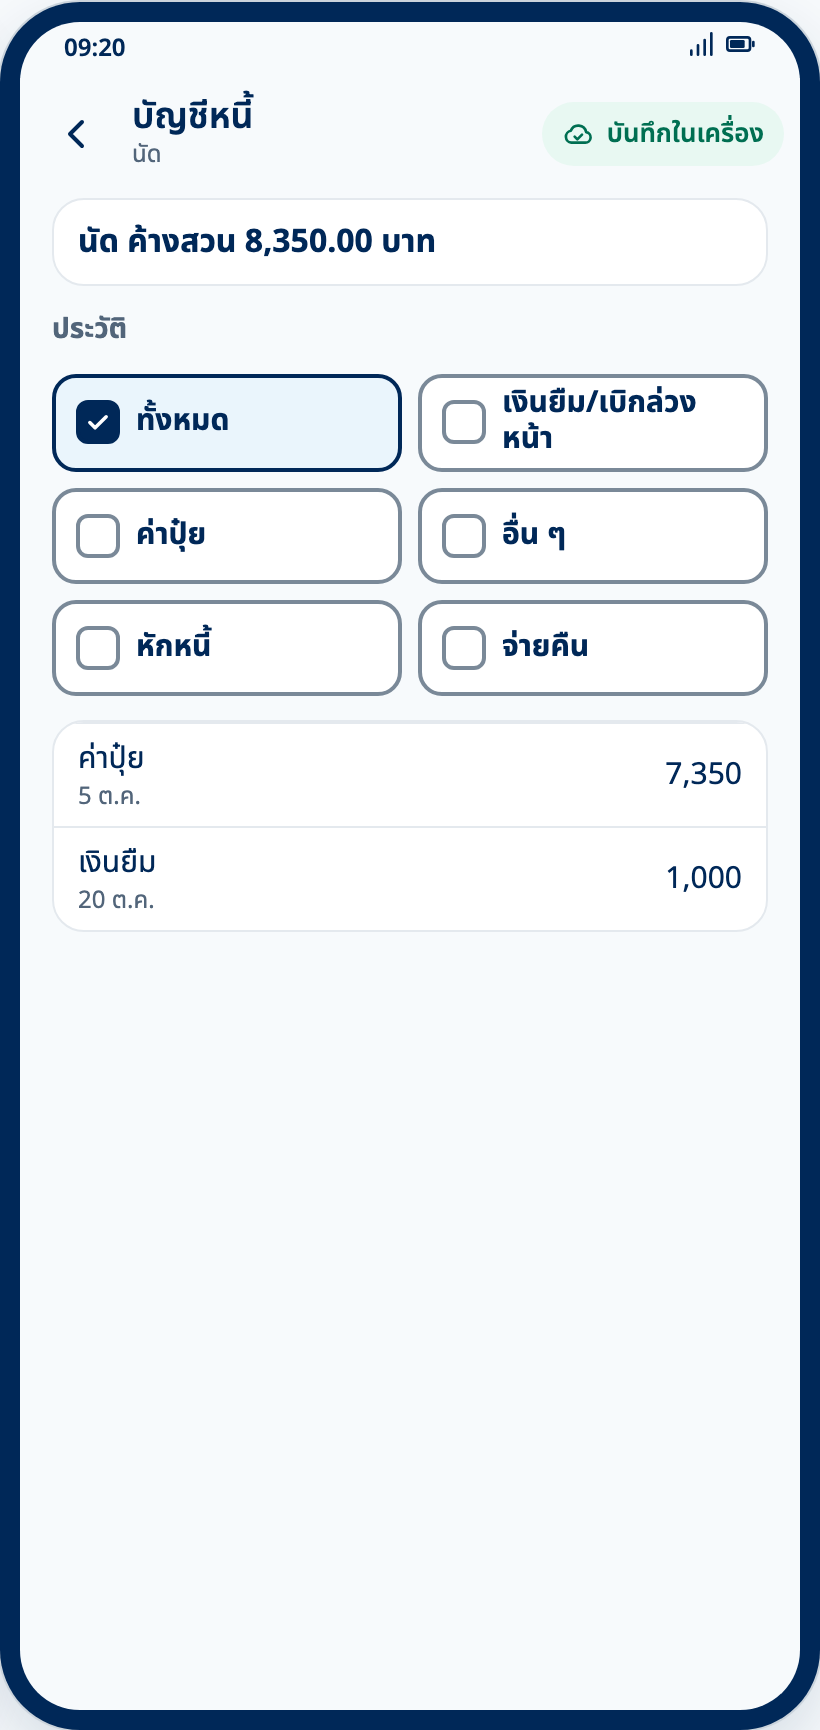 09:20
บัญชีหนี้
นัด
บันทึกในเครื่อง
นัด ค้างสวน 8,350.00 บาท
ประวัติ
ทั้งหมด
เงินยืม/เบิกล่วง
หน้า
ค่าปุ๋ย
อื่น ๆ
หักหนี้
จ่ายคืน
ค่าปุ๋ย
5 ต.ค.
7,350
เงินยืม
20 ต.ค.
1,000